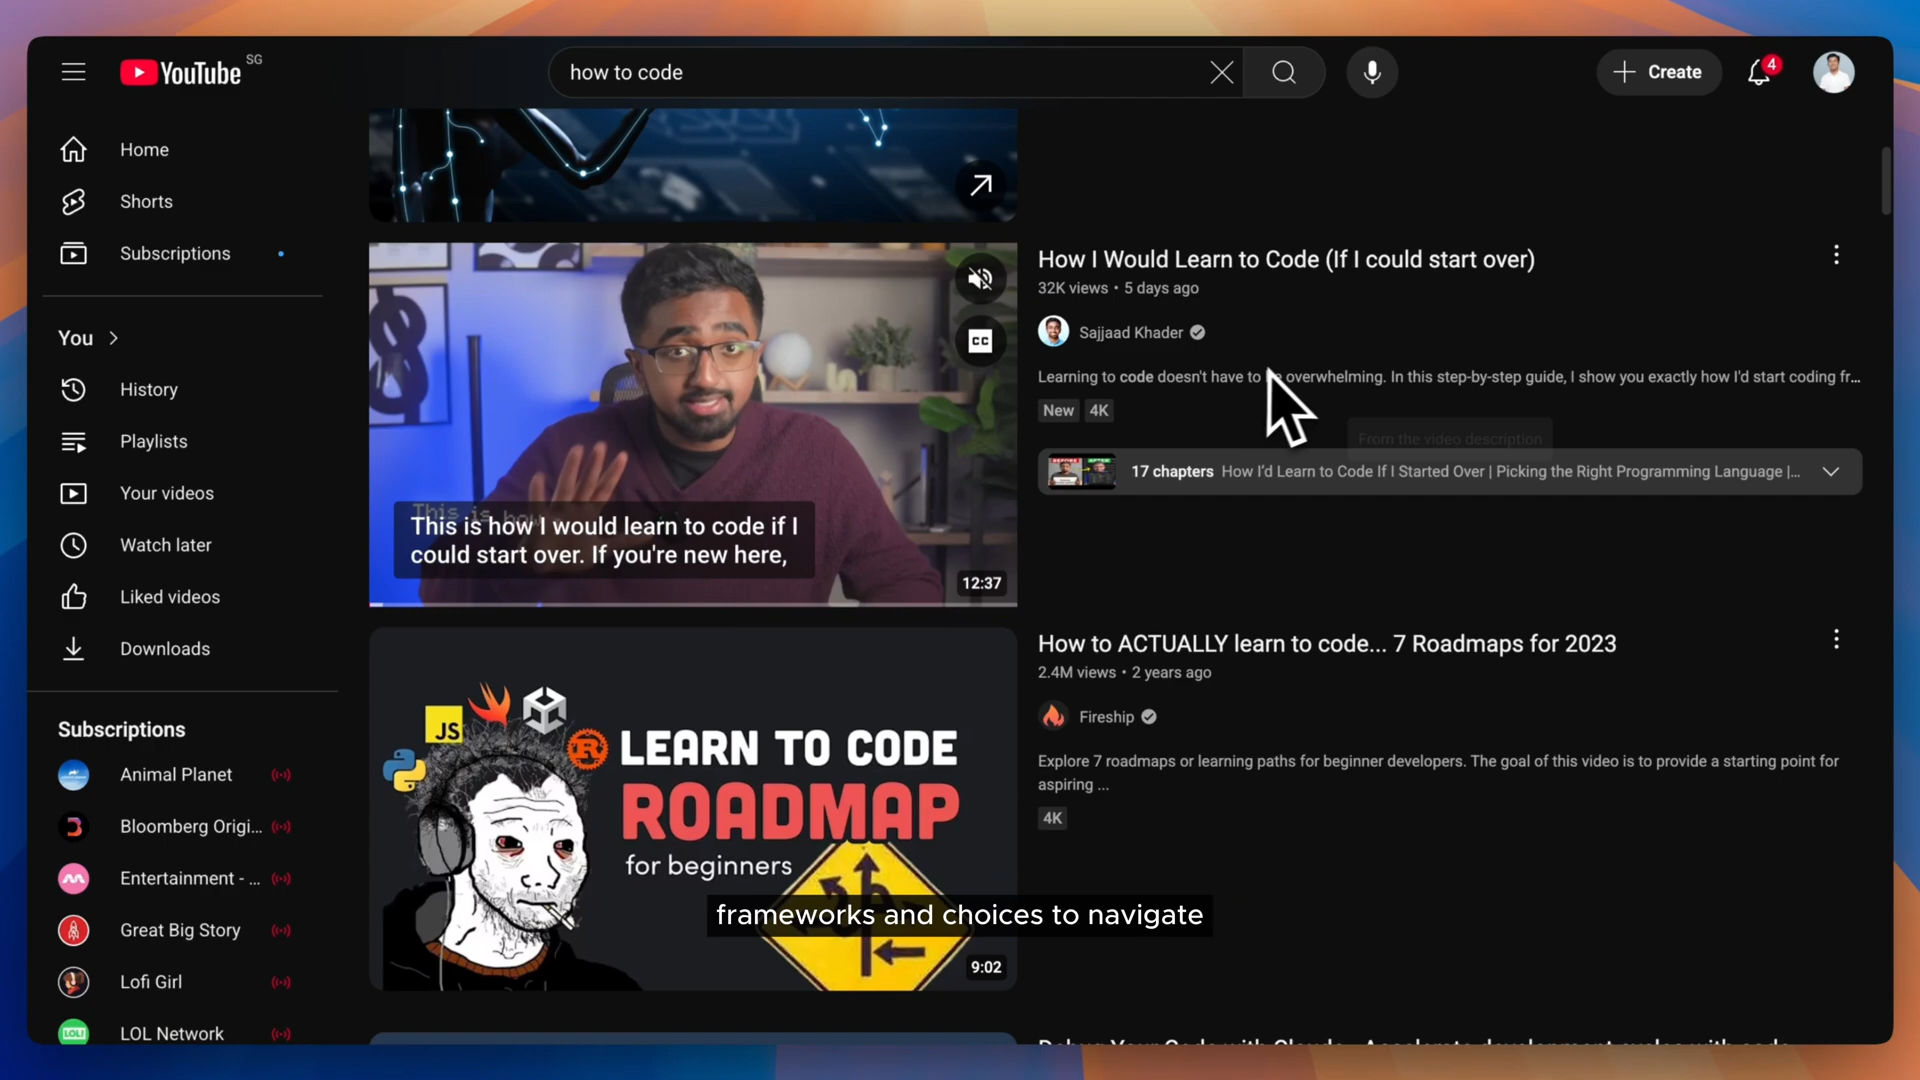 YouTube SG
how to code
Create
4
Home
Shorts
Subscriptions
You
History
Playlists
Your videos
Watch later
Liked videos
Downloads
Subscriptions
Animal Planet
Bloomberg Origi...
Entertainment - ...
Great Big Story
Lofi Girl
LOL Network
CC
This is how I would learn to code if I
could start over. If you're new here,
12:37
How I Would Learn to Code (If I could start over)
32K views • 5 days ago
Sajjaad Khader
Learning to code doesn't have to be overwhelming. In this step-by-step guide, I show you exactly how I'd start coding fr...
New 4K
From the video description
17 chapters How I'd Learn to Code If I Started Over | Picking the Right Programming Language |...
JS
LEARN TO CODE
ROADMAP
for beginners
9:02
How to ACTUALLY learn to code... 7 Roadmaps for 2023
2.4M views • 2 years ago
Fireship
Explore 7 roadmaps or learning paths for beginner developers. The goal of this video is to provide a starting point for
aspiring ...
4K
frameworks and choices to navigate